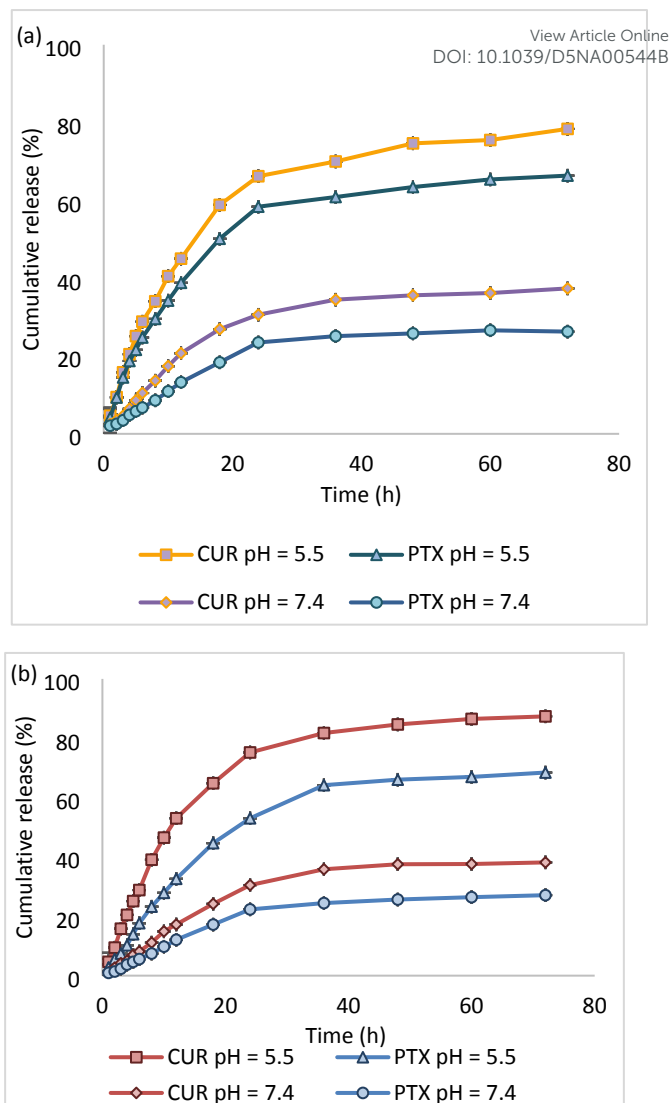 (a)
View Article Online
DOI: 10.1039/D5NA00544B
100
80
60
40
20
0
Cumulative release (%)
0 20 40 60 80
Time (h)
CUR pH = 5.5 PTX pH = 5.5
CUR pH = 7.4 PTX pH = 7.4
(b)
100
80
60
40
20
0
Cumulative release (%)
0 20 40 60 80
Time (h)
CUR pH = 5.5 PTX pH = 5.5
CUR pH = 7.4 PTX pH = 7.4